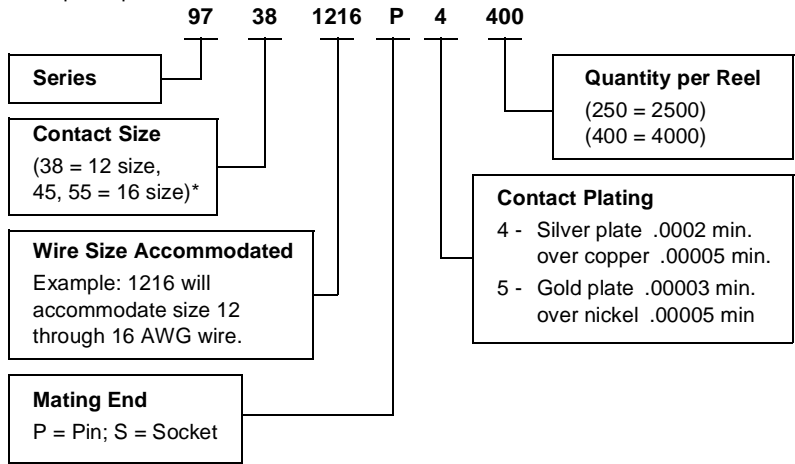 97 38 1216 P 4 400
Series
Contact Size
(38 = 12 size,
45, 55 = 16 size)*
Wire Size Accommodated
Example: 1216 will
accommodate size 12
through 16 AWG wire.
Mating End
P = Pin; S = Socket
Quantity per Reel
(250 = 2500)
(400 = 4000)
Contact Plating
4 - Silver plate .0002 min.
over copper .00005 min.
5 - Gold plate .00003 min.
over nickel .00005 min